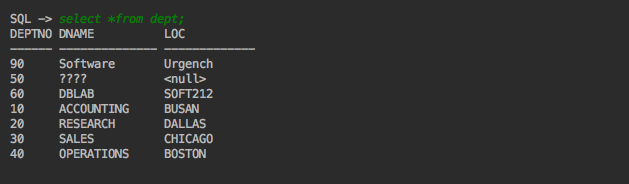 SQL -> select *from dept;
DEPTNO DNAME          LOC
------ -------------- -------------
90     Software       Urgench
50     ????           <null>
60     DBLAB          SOFT212
10     ACCOUNTING     BUSAN
20     RESEARCH       DALLAS
30     SALES          CHICAGO
40     OPERATIONS     BOSTON